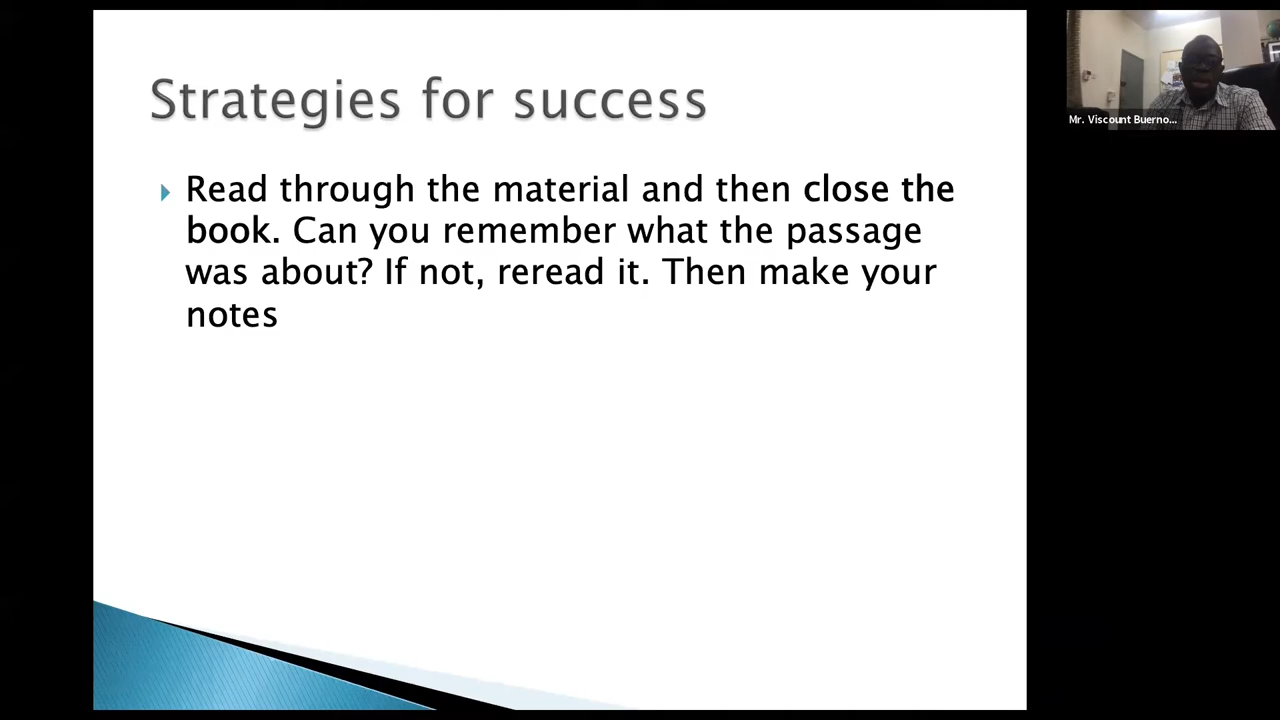 Strategies for success
Read through the material and then close the
book. Can you remember what the passage
was about? If not, reread it. Then make your
notes
Mr. Viscount Buerno...